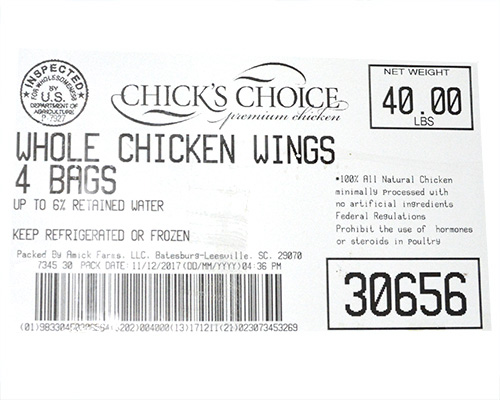 INSPECTED
FOR WHOLESOMENESS
BY
U.S.
DEPARTMENT OF
AGRICULTURE
P 7927
CHICK'S CHOICE
premium chicken
NET WEIGHT
40.00
LBS
WHOLE CHICKEN WINGS
4 BAGS
UP TO 6% RETAINED WATER
KEEP REFRIGERATED OR FROZEN
•100% All Natural Chicken
minimally Processed with
no artificial ingredients
Federal Regulations
Prohibit the use of hormones
or steroids in Poultry
Packed By Amick Farms, LLC, Batesburg-Leesville, SC. 29070
7345 30 PACK DATE 11/12/2017(DD/MM/YYYY) 04:36 PM
30656